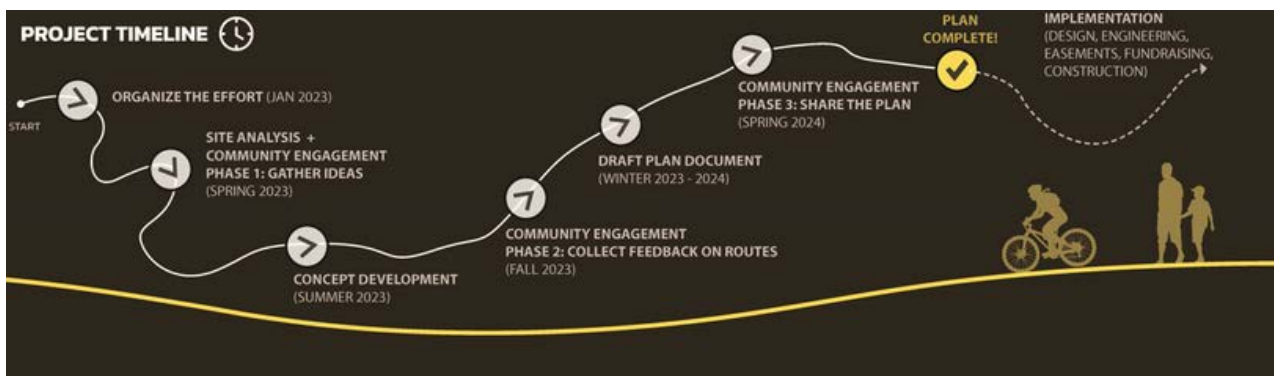 PROJECT TIMELINE
START
ORGANIZE THE EFFORT (JAN 2023)
SITE ANALYSIS +
COMMUNITY ENGAGEMENT
PHASE 1: GATHER IDEAS
(SPRING 2023)
CONCEPT DEVELOPMENT
(SUMMER 2023)
COMMUNITY ENGAGEMENT
PHASE 2: COLLECT FEEDBACK ON ROUTES
(FALL 2023)
DRAFT PLAN DOCUMENT
(WINTER 2023 - 2024)
COMMUNITY ENGAGEMENT
PHASE 3: SHARE THE PLAN
(SPRING 2024)
PLAN
COMPLETE!
IMPLEMENTATION
(DESIGN, ENGINEERING,
EASEMENTS, FUNDRAISING,
CONSTRUCTION)